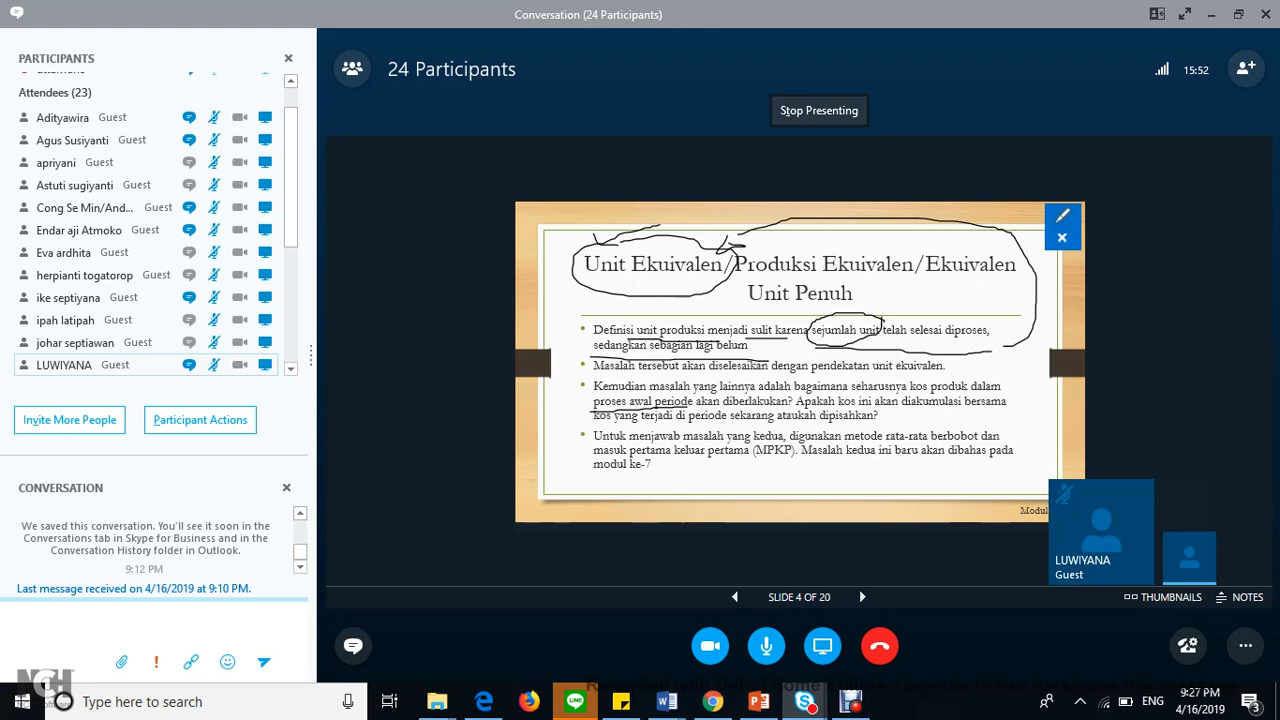 Conversation (24 Participants)
PARTICIPANTS
Attendees (23)
Adityawira Guest
Agus Susiyanti Guest
apriyani Guest
Astuti sugiyanti Guest
Cong Se Min/And... Guest
Endar aji Atmoko Guest
Eva ardhita Guest
herpianti togatorop Guest
ike septiyana Guest
ipah latipah Guest
johar septiawan Guest
LUWIYANA Guest
Invite More People
Participant Actions
CONVERSATION
We saved this conversation. You'll see it soon in the
Conversations tab in Skype for Business and in the
Conversation History folder in Outlook.
9:12 PM
Last message received on 4/16/2019 at 9:10 PM.
24 Participants
15:52
Stop Presenting
Unit Ekuivalen/Produksi Ekuivalen/Ekuivalen
Unit Penuh
• Definisi unit produksi menjadi sulit karena sejumlah unit telah selesai diproses,
sedangkan sebagian lagi belum
• Masalah tersebut akan diselesaikan dengan pendekatan unit ekuivalen.
• Kemudian masalah yang lainnya adalah bagaimana seharusnya kos produk dalam
proses awal periode akan diberlakukan? Apakah kos ini akan diakumulasi bersama
kos yang terjadi di periode sekarang ataukah dipisahkan?
• Untuk menjawab masalah yang kedua, digunakan metode rata-rata berbobot dan
masuk pertama keluar pertama (MPKP). Masalah kedua ini baru akan dibahas pada
modul ke-7
Modul
LUWIYANA
Guest
SLIDE 4 OF 20
THUMBNAILS
NOTES
NCH
Type here to search
ENG
9:27 PM
4/16/2019
3